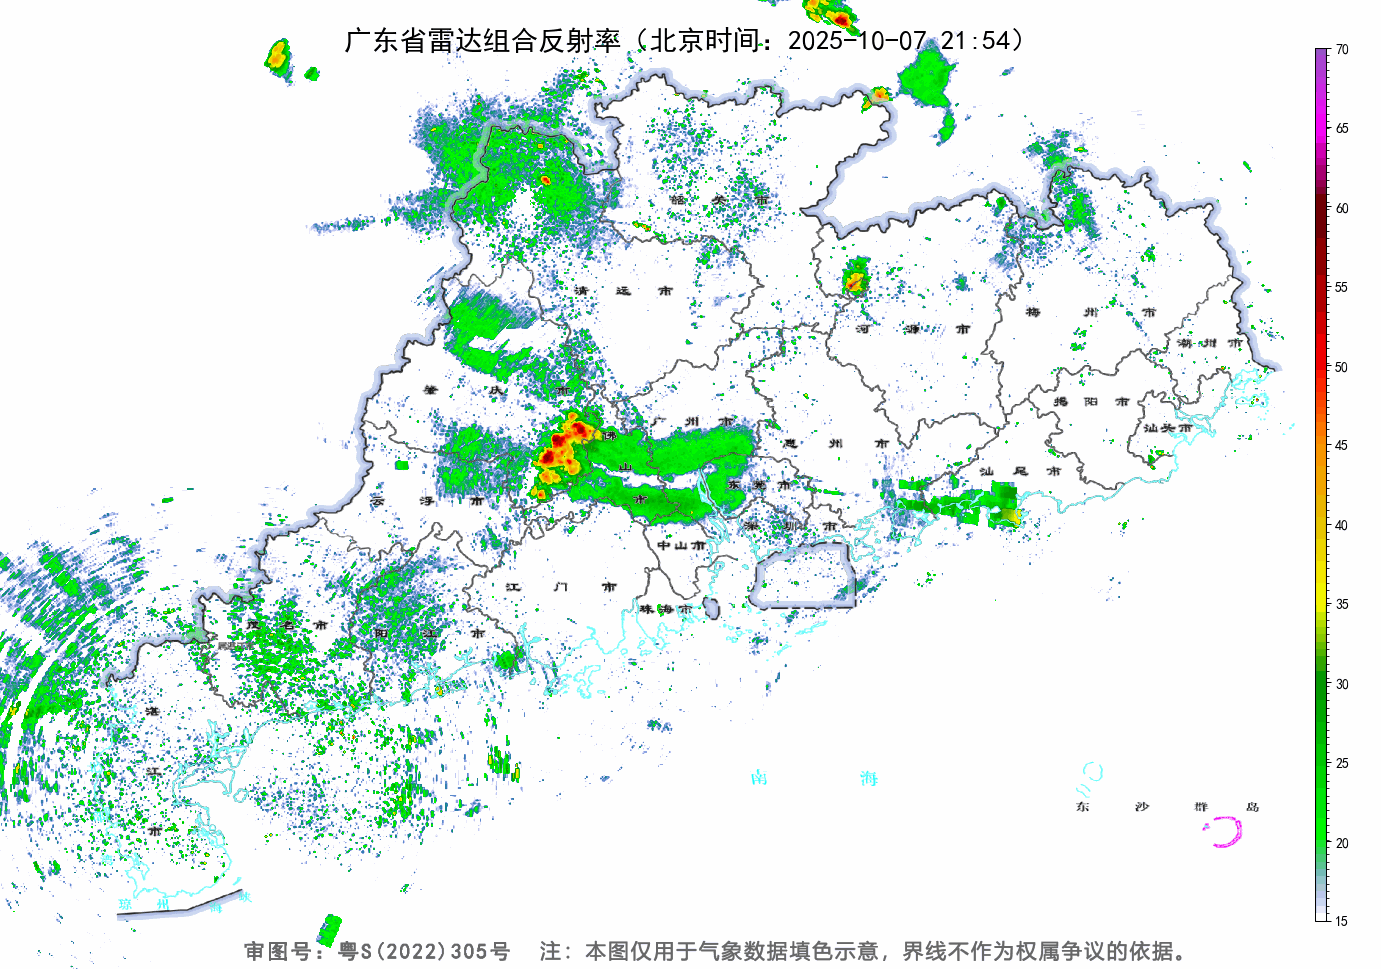 广东省雷达组合反射率（北京时间：2025-10-07 21:54）
70
65
60
55
50
45
40
35
30
25
20
15
韶关市
清远市
河源市
梅州市
潮州市
肇庆市
揭阳市
广州市
汕头市
佛山市
惠州市
汕尾市
东莞市
云浮市
深圳市
中山市
江门市
珠海市
茂名市
阳江市
湛江市
南海
东沙群岛
琼州海峡
审图号：粤S(2022)305号 注：本图仅用于气象数据填色示意，界线不作为权属争议的依据。